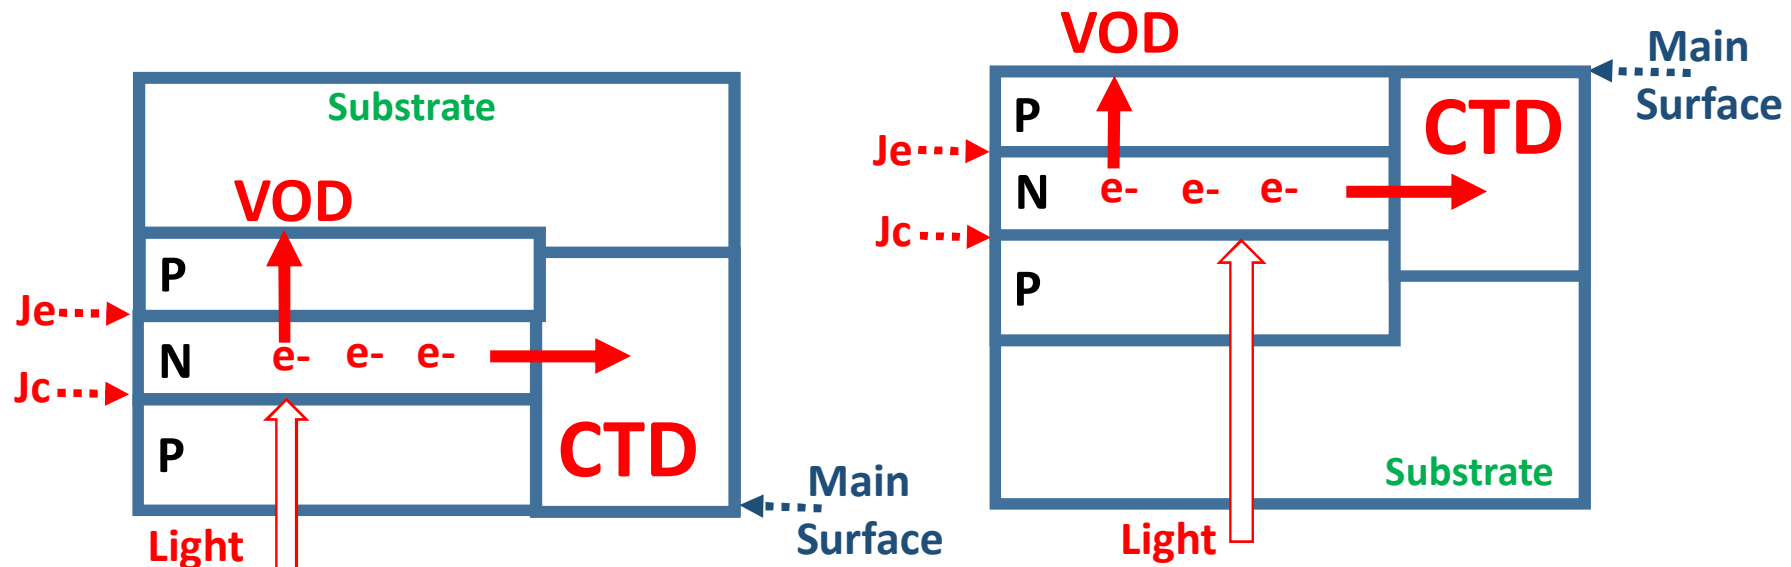 Substrate
VOD
P
Je
N e- e- e-
Jc
P
CTD
Main
Surface
Light
VOD
Main
Surface
P
CTD
Je
N e- e- e-
Jc
P
Substrate
Light